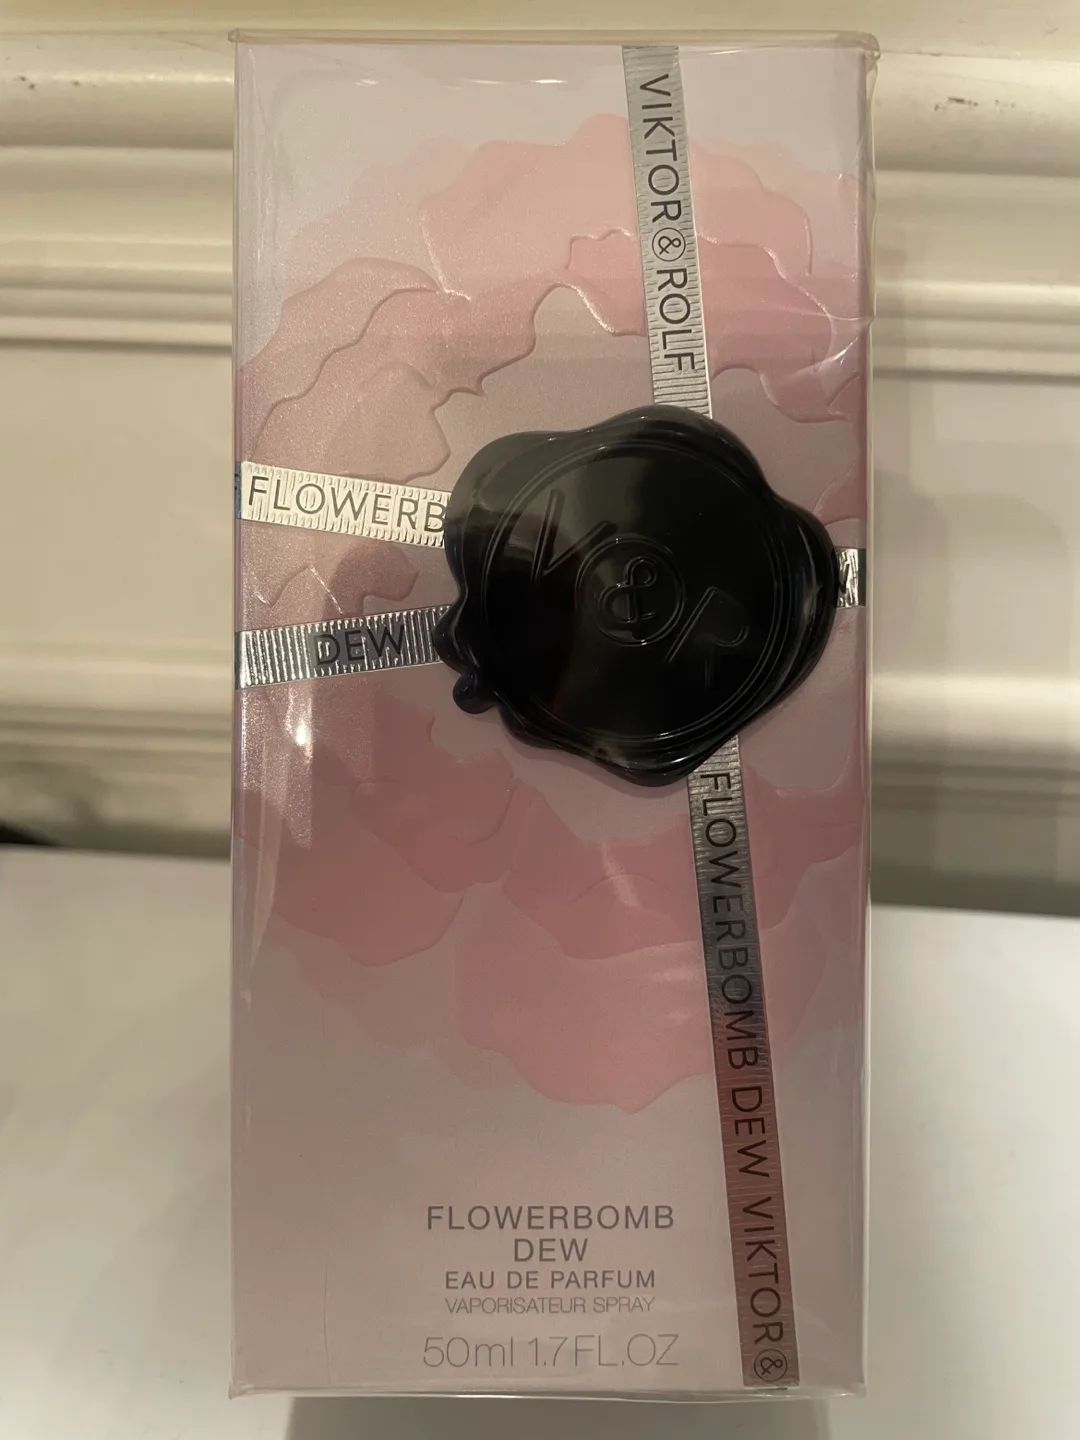 VIKTOR&ROLF
FLOWERB
DEW
V&R
FLOWERBOMB DEW VIKTOR&
FLOWERBOMB
DEW
EAU DE PARFUM
VAPORISATEUR SPRAY
50ml 1.7FL.OZ